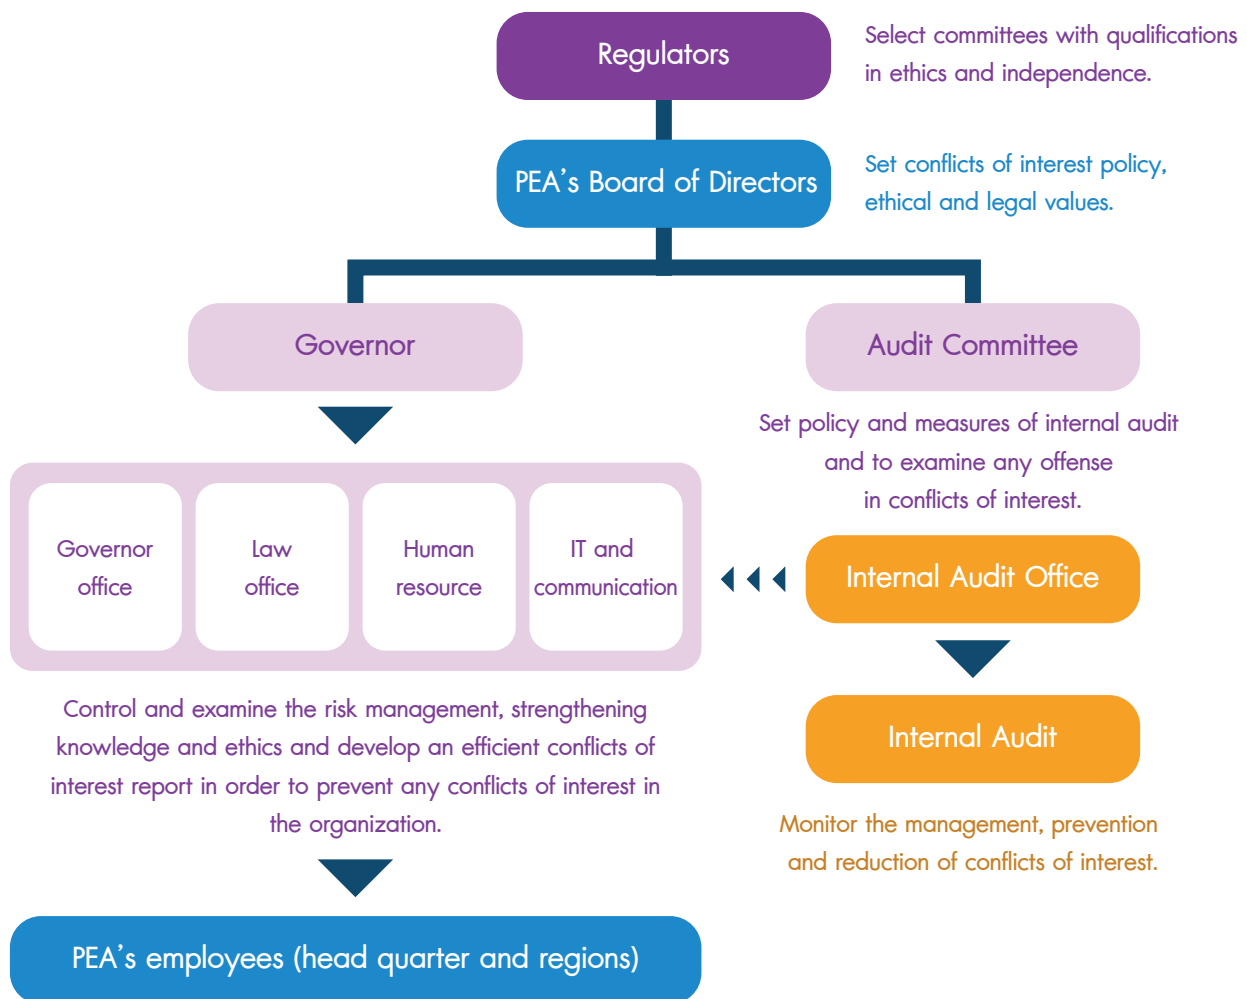 Regulators
Select committees with qualifications
in ethics and independence.
PEA's Board of Directors
Set conflicts of interest policy,
ethical and legal values.
Governor
Audit Committee
Set policy and measures of internal audit
and to examine any offense
in conflicts of interest.
Governor
office
Law
office
Human
resource
IT and
communication
Internal Audit Office
Control and examine the risk management, strengthening
knowledge and ethics and develop an efficient conflicts of
interest report in order to prevent any conflicts of interest in
the organization.
Internal Audit
Monitor the management, prevention
and reduction of conflicts of interest.
PEA's employees (head quarter and regions)